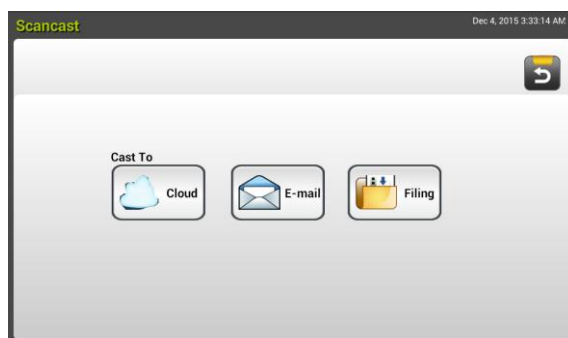 Scancast
Dec 4, 2015 3:33:14 AM
Cast To
Cloud
E-mail
Filing